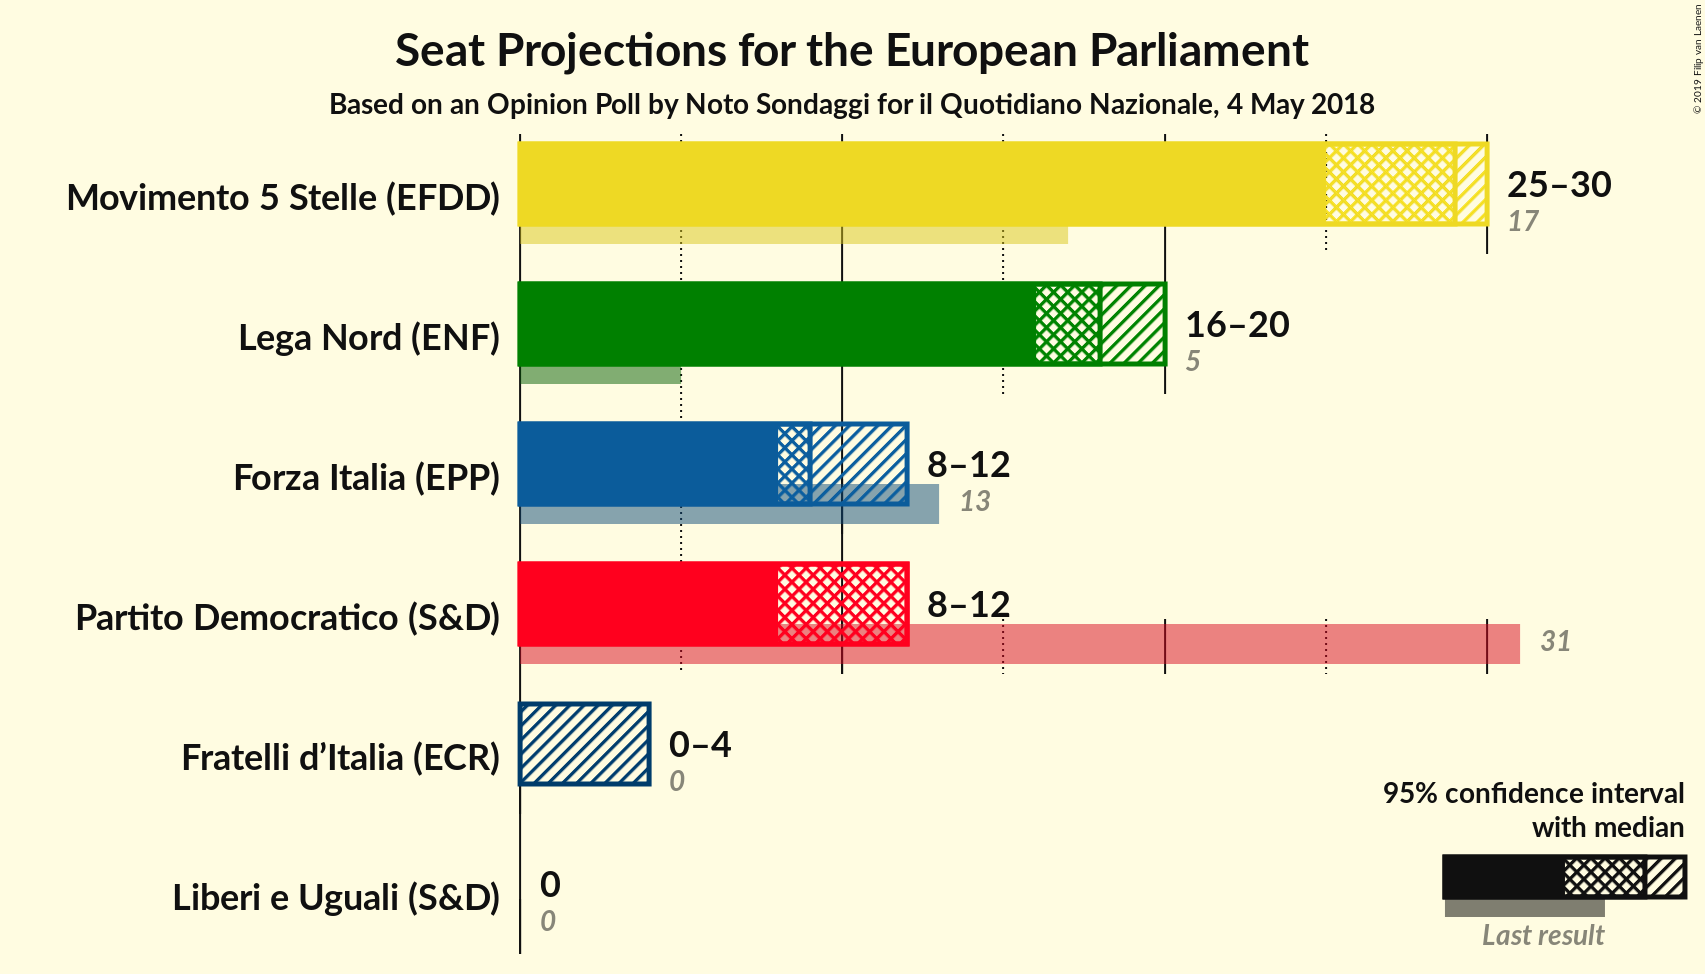 Seat Projections for the European Parliament
Based on an Opinion Poll by Noto Sondaggi for il Quotidiano Nazionale, 4 May 2018
© 2019 Filip van Laenen
Movimento 5 Stelle (EFDD)
25–30
17
Lega Nord (ENF)
16–20
5
Forza Italia (EPP)
8–12
13
Partito Democratico (S&D)
8–12
31
Fratelli d’Italia (ECR)
0–4
0
Liberi e Uguali (S&D)
0
0
95% confidence interval
with median
Last result